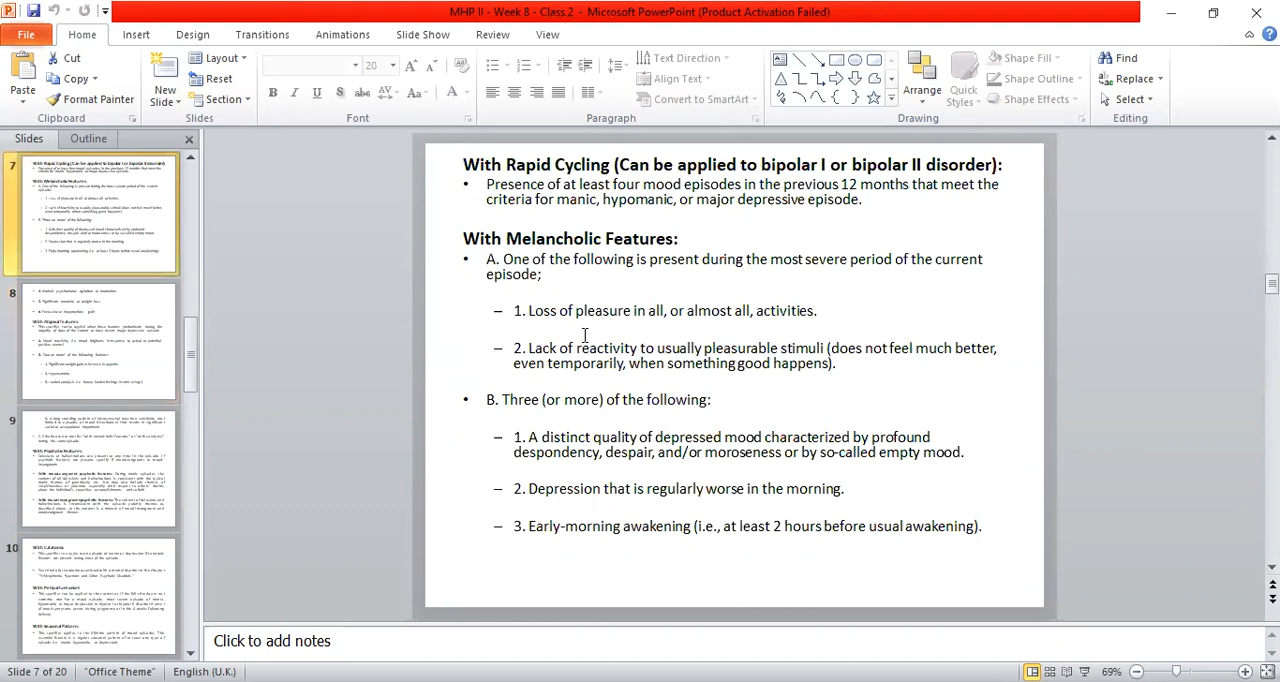 MHP II - Week 8 - Class 2 - Microsoft PowerPoint (Product Activation Failed)
File Home Insert Design Transitions Animations Slide Show Review View
Paste
Cut
Copy
Format Painter
Clipboard
New
Slide
Layout
Reset
Section
Slides
20
B I U S abc AV Aa A
Font
Paragraph
Text Direction
Align Text
Convert to SmartArt
Arrange
Quick
Styles
Drawing
Shape Fill
Shape Outline
Shape Effects
Find
Replace
Select
Editing
Slides Outline
7
8
9
10
With Rapid Cycling (Can be applied to bipolar I or bipolar II disorder):
• Presence of at least four mood episodes in the previous 12 months that meet the
criteria for manic, hypomanic, or major depressive episode.
With Melancholic Features:
• A. One of the following is present during the most severe period of the current
episode;
– 1. Loss of pleasure in all, or almost all, activities.
– 2. Lack of reactivity to usually pleasurable stimuli (does not feel much better,
even temporarily, when something good happens).
• B. Three (or more) of the following:
– 1. A distinct quality of depressed mood characterized by profound
despondency, despair, and/or moroseness or by so-called empty mood.
– 2. Depression that is regularly worse in the morning.
– 3. Early-morning awakening (i.e., at least 2 hours before usual awakening).
Click to add notes
Slide 7 of 20 "Office Theme" English (U.K.) 69%